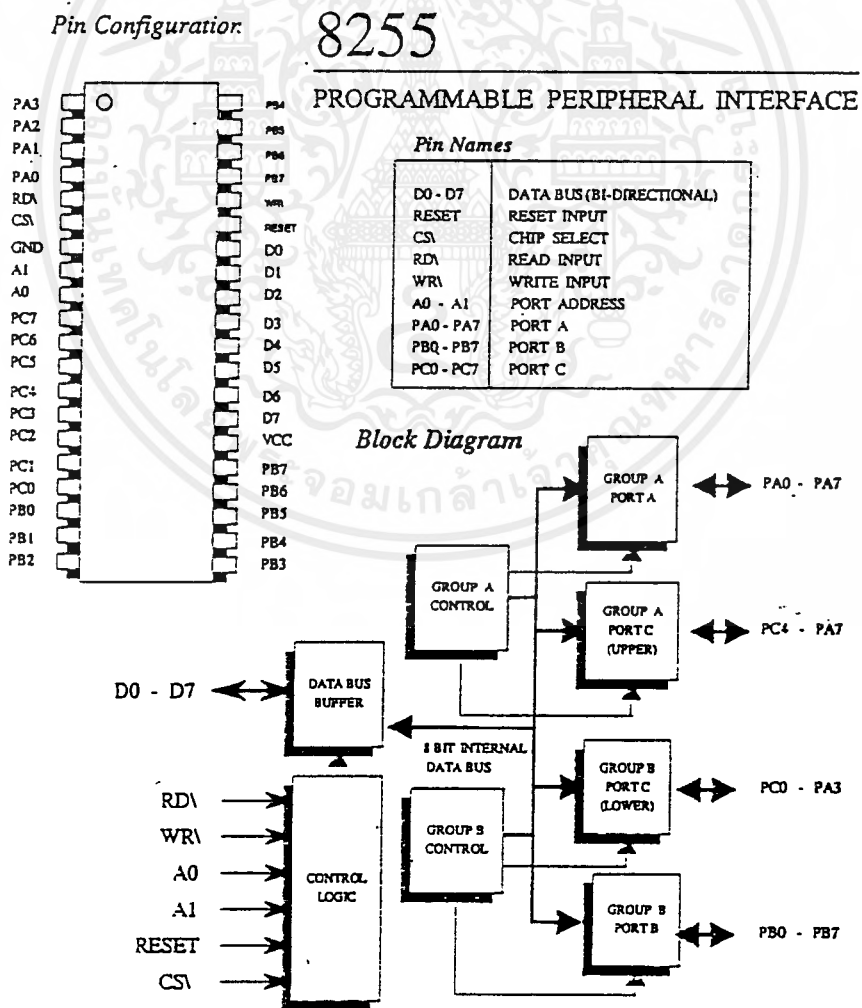 Pin Configuration
8255
PROGRAMMABLE PERIPHERAL INTERFACE
PA3
PA2
PA1
PA0
RD\
CS\
GND
A1
A0
PC7
PC6
PC5
PC4
PC3
PC2
PC1
PC0
PB0
PB1
PB2
PB4
PB5
PB6
PB7
WR\
RESET
D0
D1
D2
D3
D4
D5
D6
D7
VCC
PB7
PB6
PB5
PB4
PB3
Pin Names
D0 - D7 DATA BUS (BI-DIRECTIONAL)
RESET RESET INPUT
CS\ CHIP SELECT
RD\ READ INPUT
WR\ WRITE INPUT
A0 - A1 PORT ADDRESS
PA0 - PA7 PORT A
PB0 - PB7 PORT B
PC0 - PC7 PORT C
Block Diagram
GROUP A
PORT A
PA0 - PA7
GROUP A
CONTROL
GROUP A
PORT C
(UPPER)
PC4 - PA7
D0 - D7
DATA BUS
BUFFER
8 BIT INTERNAL
DATA BUS
GROUP B
PORT C
(LOWER)
PC0 - PA3
GROUP B
CONTROL
RD\
WR\
A0
A1
RESET
CS\
CONTROL
LOGIC
GROUP B
PORT B
PB0 - PB7